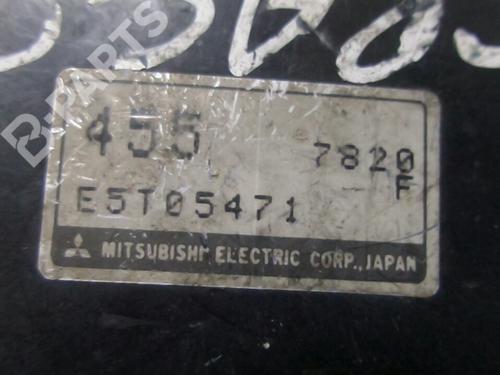 B-PARTS
455
7820
E5T05471 F
MITSUBISHI ELECTRIC CORP., JAPAN